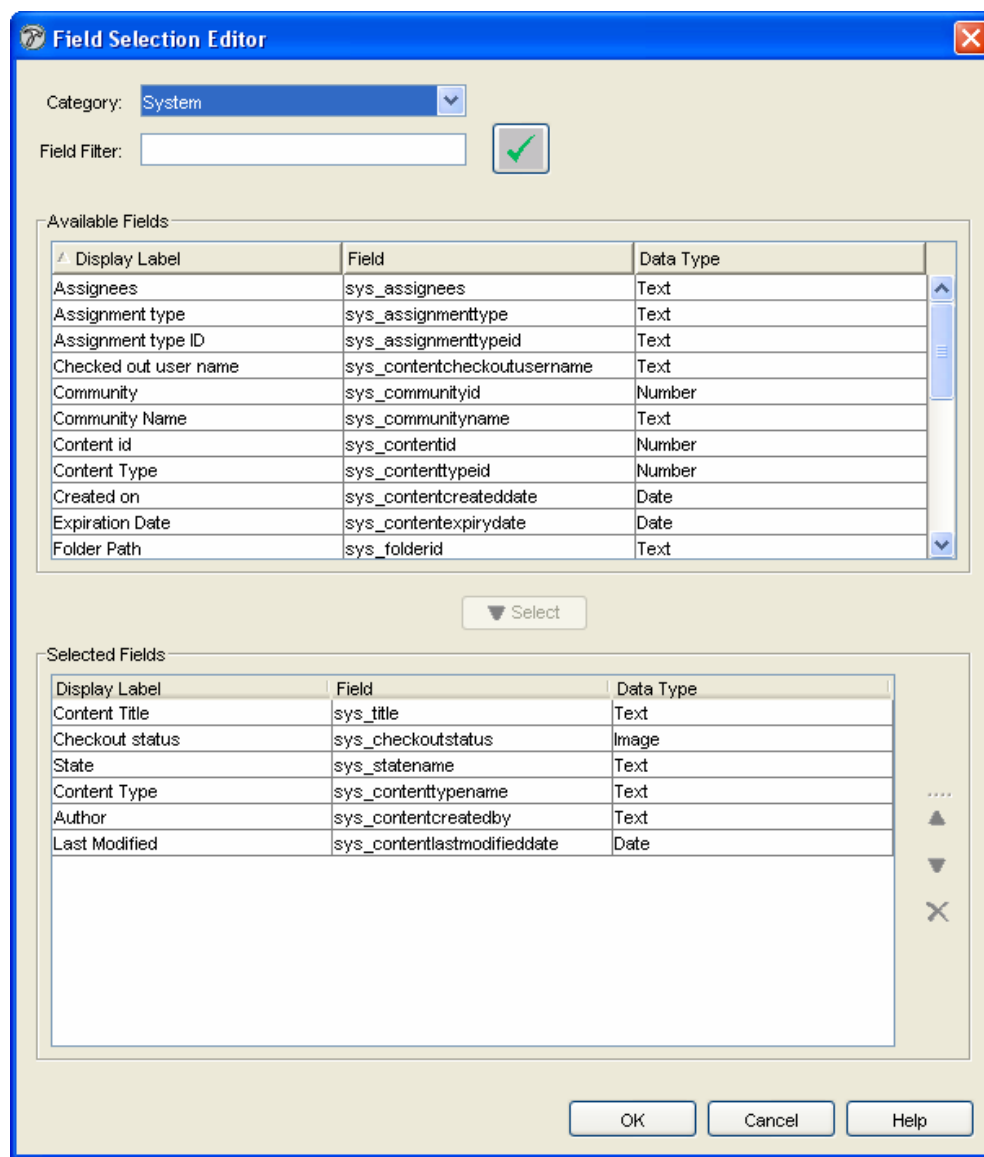 Field Selection Editor
Category: System
Field Filter:
Available Fields
Display Label Field Data Type
Assignees sys_assignees Text
Assignment type sys_assignmenttype Text
Assignment type ID sys_assignmenttypeid Text
Checked out user name sys_contentcheckoutusername Text
Community sys_communityid Number
Community Name sys_communityname Text
Content id sys_contentid Number
Content Type sys_contenttypeid Number
Created on sys_contentcreateddate Date
Expiration Date sys_contentexpirydate Date
Folder Path sys_folderid Text
Select
Selected Fields
Display Label Field Data Type
Content Title sys_title Text
Checkout status sys_checkoutstatus Image
State sys_statename Text
Content Type sys_contenttypename Text
Author sys_contentcreatedby Text
Last Modified sys_contentlastmodifieddate Date
OK Cancel Help